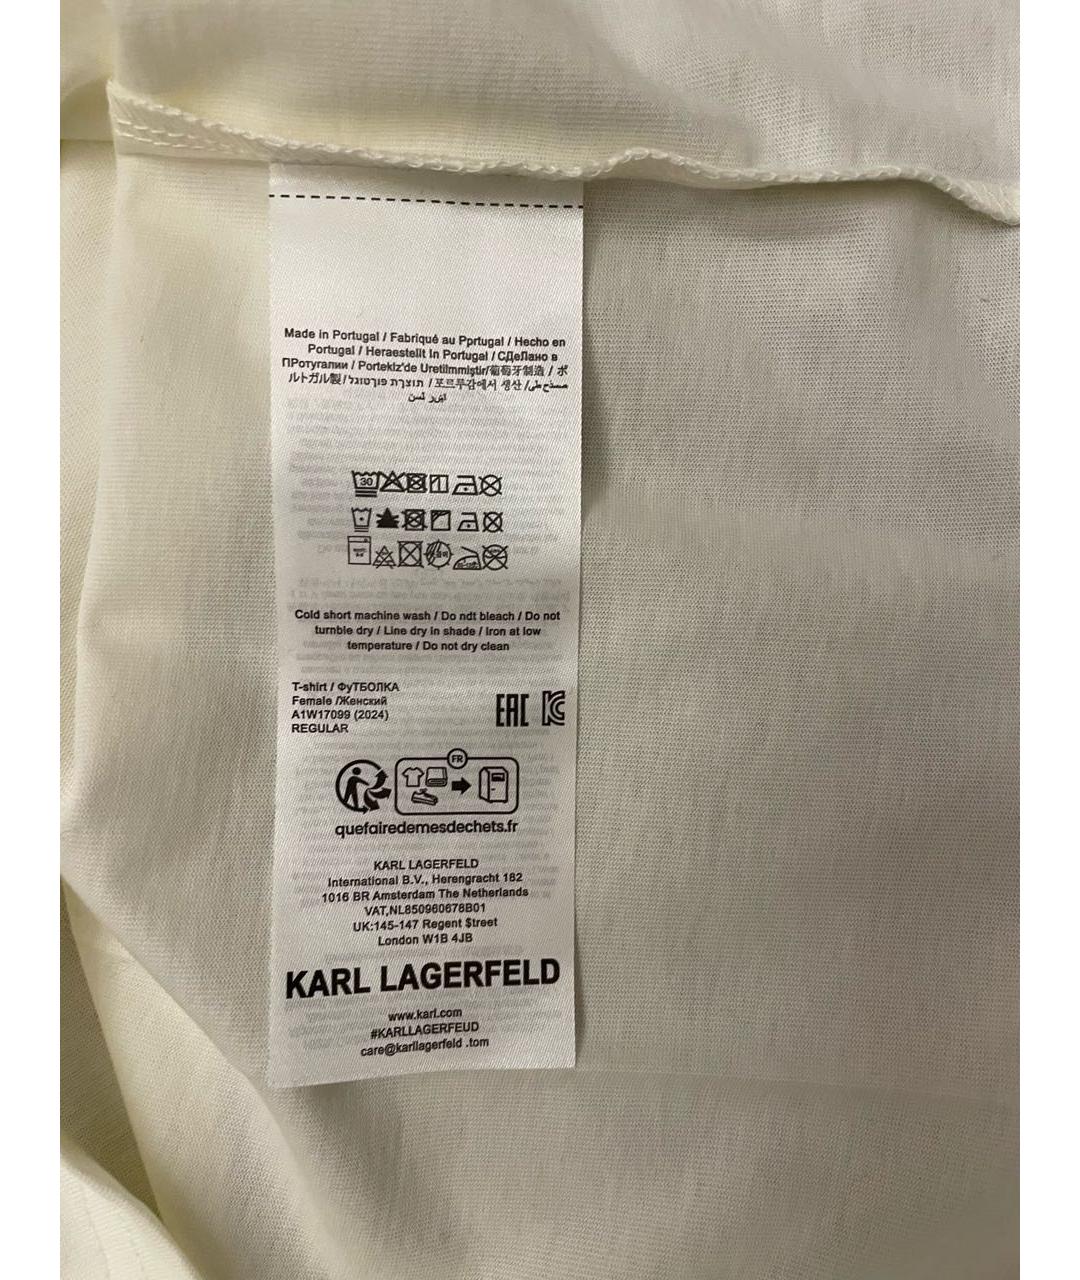 Made in Portugal / Fabriqué au Pprtugal / Hecho en
Portugal / Heraestellt In Portugal / СДеЛано в
ПРотугалии / Portekiz'de Uretilmmiştir/葡萄牙制造 / ポ
ルトガル製 / תוצרת פורטוגל / 포르투갈에서 생산 /
30
Cold short machine wash / Do ndt bleach / Do not
turnble dry / Line dry in shade / Iron at low
temperature / Do not dry clean
T-shirt / ФуТБОЛКА
Female /Женский
A1W17099 (2024)
REGULAR
EAC KC
FR
quefairedemesdechets.fr
KARL LAGERFELD
International B.V., Herengracht 182
1016 BR Amsterdam The Netherlands
VAT,NL850960678B01
UK:145-147 Regent $treet
London W1B 4JB
KARL LAGERFELD
www.karl.com
#KARLLAGERFEUD
care@karllagerfeld .tom